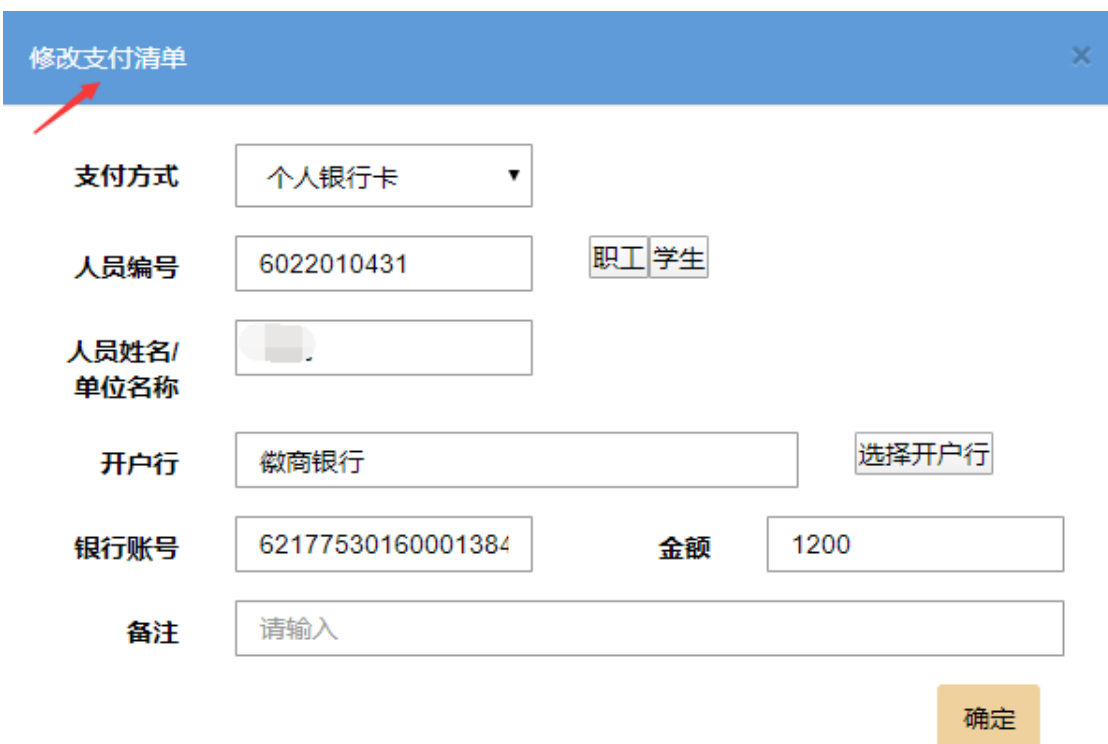 修改支付清单 ×
支付方式 个人银行卡
人员编号 6022010431 职工 学生
人员姓名/
单位名称
开户行 徽商银行 选择开户行
银行账号 62177530160001384 金额 1200
备注 请输入
确定